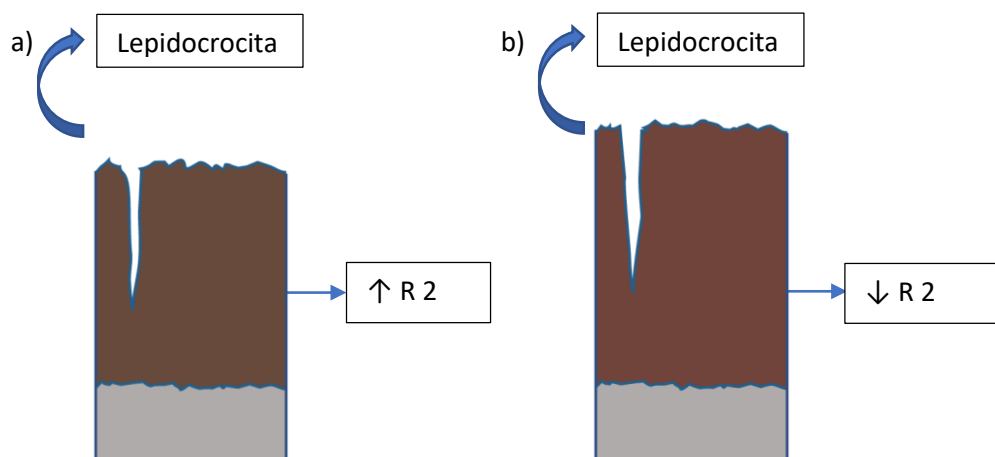 a)
Lepidocrocita
↑ R 2
b)
Lepidocrocita
↓ R 2